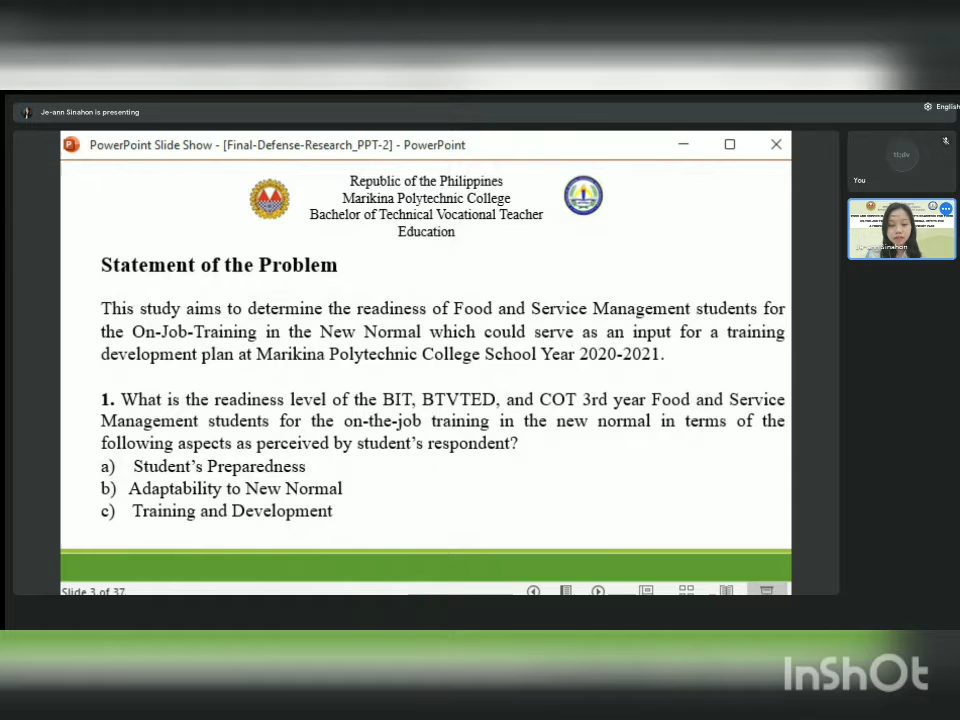 Je-ann Sinahon is presenting
English
PowerPoint Slide Show - [Final-Defense-Research_PPT-2] - PowerPoint
Republic of the Philippines
Marikina Polytechnic College
Bachelor of Technical Vocational Teacher
Education
You
Je-ann Sinahon
Statement of the Problem
This study aims to determine the readiness of Food and Service Management students for
the On-Job-Training in the New Normal which could serve as an input for a training
development plan at Marikina Polytechnic College School Year 2020-2021.
1. What is the readiness level of the BIT, BTVTED, and COT 3rd year Food and Service
Management students for the on-the-job training in the new normal in terms of the
following aspects as perceived by student's respondent?
a) Student's Preparedness
b) Adaptability to New Normal
c) Training and Development
Slide 3 of 37
InShOt